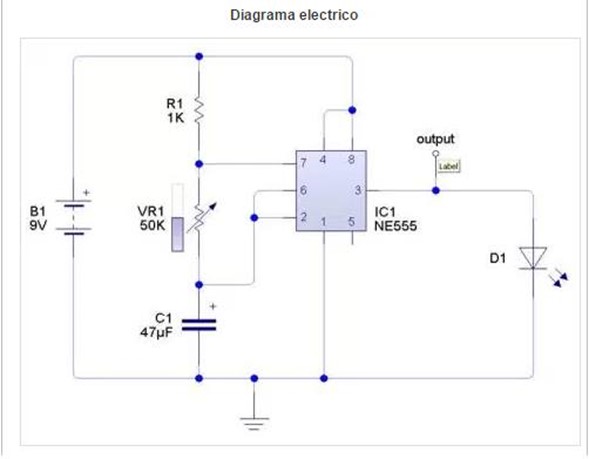 Diagrama electrico
R1
1K
output
Label
7 4 8
6 3
2 1 5
B1
9V
+
VR1
50K
IC1
NE555
D1
C1
47µF
+